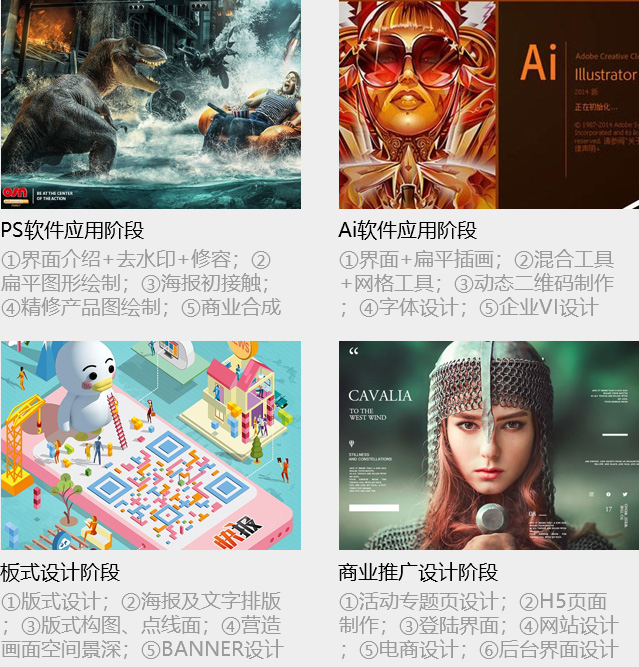 BE AT THE CENTER
OF THE ACTION
Ai
Adobe Creative Clo
Illustrator
2014 版
正在初始化...
© 1987-2014 Adobe S
Incorporated and its li
reserved. 请参阅“关于
律声明。
PS软件应用阶段
①界面介绍+去水印+修容；②
扁平图形绘制；③海报初接触；
④精修产品图绘制；⑤商业合成
Ai软件应用阶段
①界面+扁平插画；②混合工具
+网格工具；③动态二维码制作
；④字体设计；⑤企业VI设计
NEWS
快报
“
CAVALIA
TO THE
WEST WIND
STILLNESS
AND CONSTELLATIONS
08
17
板式设计阶段
①版式设计；②海报及文字排版
；③版式构图、点线面；④营造
画面空间景深；⑤BANNER设计
商业推广设计阶段
①活动专题页设计；②H5页面
制作；③登陆界面；④网站设计
；⑤电商设计；⑥后台界面设计